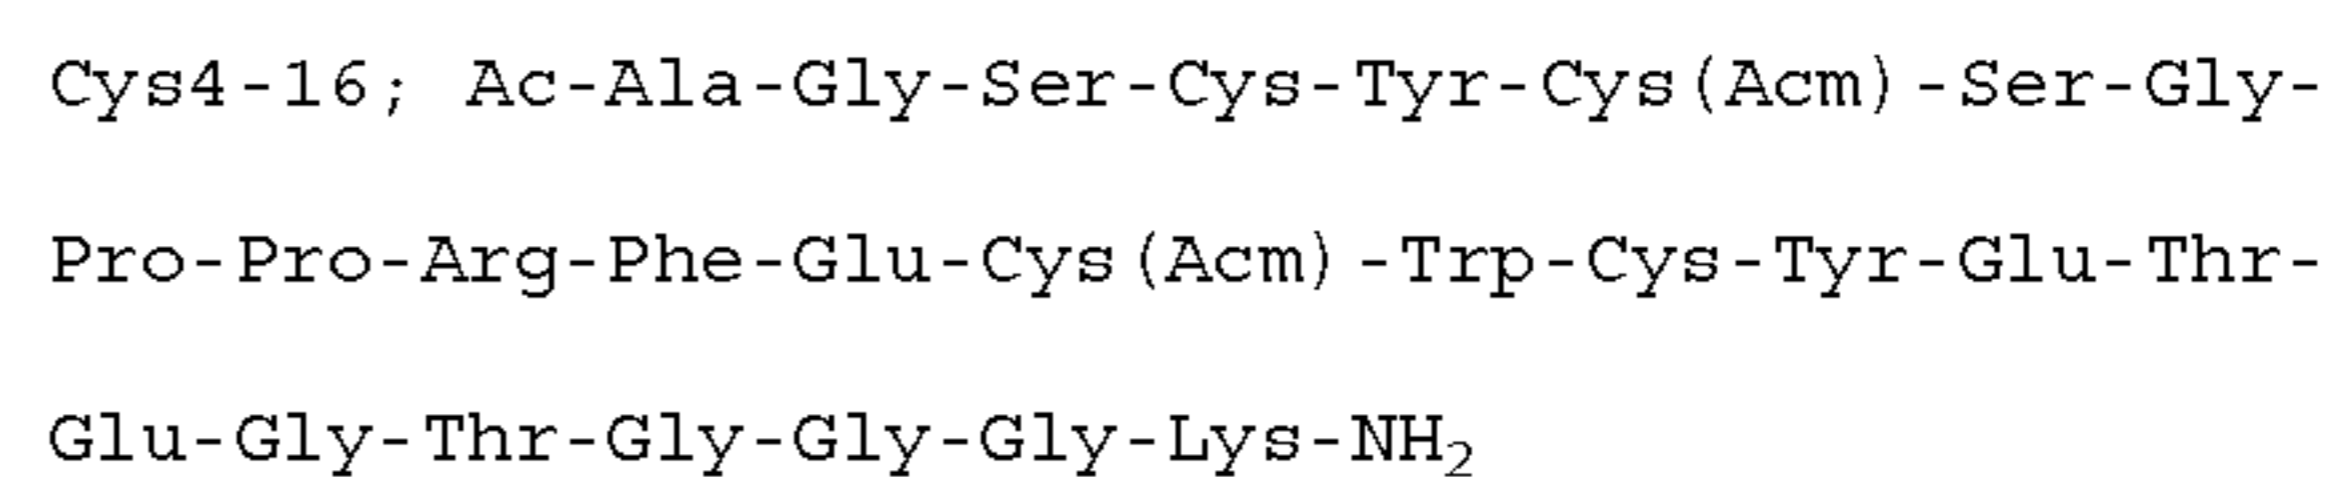 Cys4-16; Ac-Ala-Gly-Ser-Cys-Tyr-Cys(Acm)-Ser-Gly-
Pro-Pro-Arg-Phe-Glu-Cys(Acm)-Trp-Cys-Tyr-Glu-Thr-
Glu-Gly-Thr-Gly-Gly-Gly-Lys-NH₂